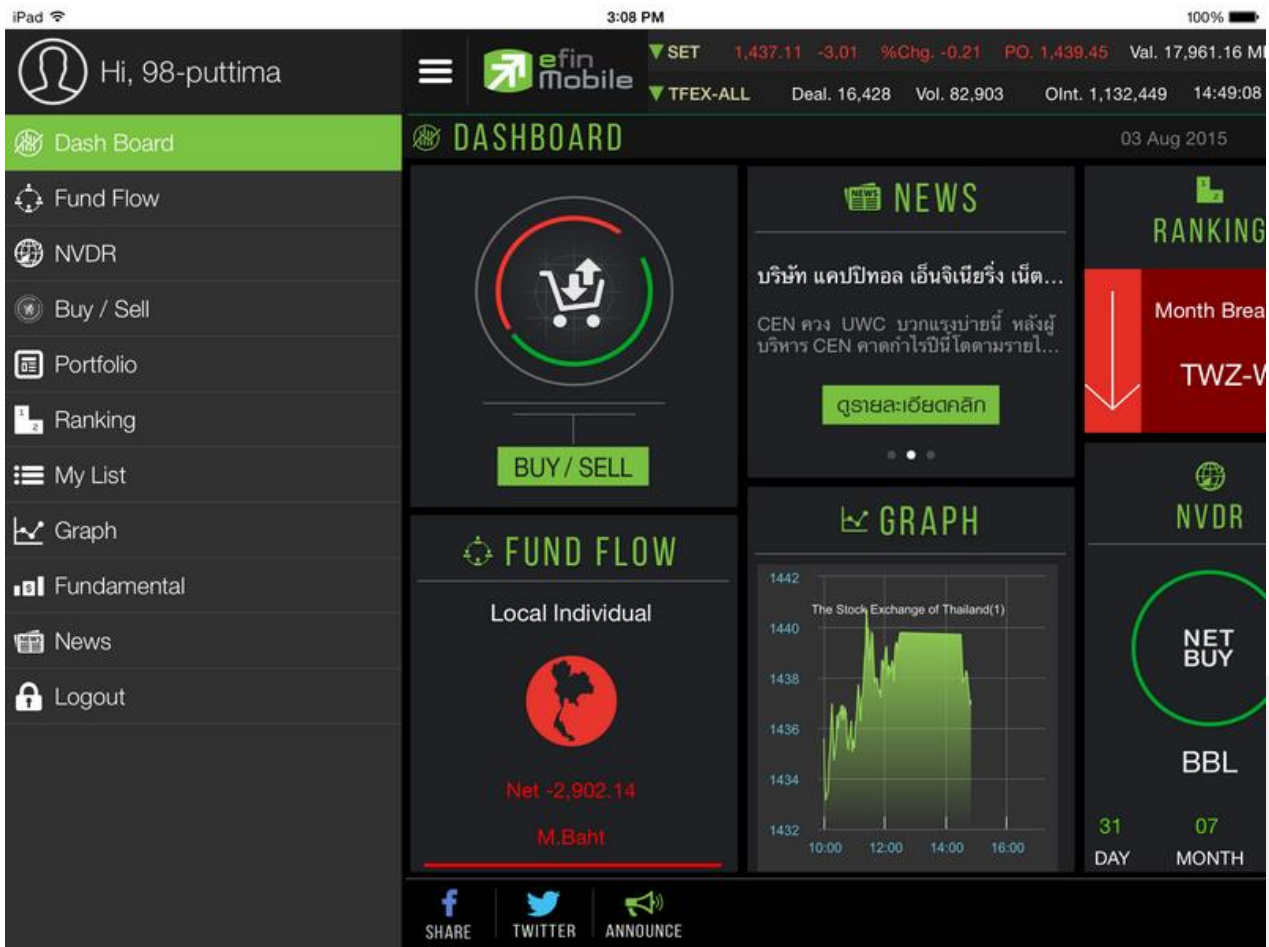 iPad 3:08 PM 100%
Hi, 98-puttima
Dash Board
Fund Flow
NVDR
Buy / Sell
Portfolio
Ranking
My List
Graph
Fundamental
News
Logout
efin
Mobile
SET 1,437.11 -3.01 %Chg. -0.21 PO. 1,439.45 Val. 17,961.16
TFEX-ALL Deal. 16,428 Vol. 82,903 OInt. 1,132,449 14:49:08
DASHBOARD 03 Aug 2015
BUY / SELL
FUND FLOW
Local Individual
Net -2,902.14
M.Baht
NEWS
บริษัท แคปปิทอล เอ็นจิเนียริ่ง เน็ต...
CEN ควง UWC บวกแรงบ่ายนี้ หลังผู้
บริหาร CEN คาดกำไรปีนี้โตตามรายไ...
ดูรายละเอียดคลิก
GRAPH
The Stock Exchange of Thailand(1)
1442
1440
1438
1436
1434
1432
10:00 12:00 14:00 16:00
1
2
RANKING
Month
TWZ-
NVDR
NET
BUY
BBL
31 07
DAY MONTH
SHARE TWITTER ANNOUNCE